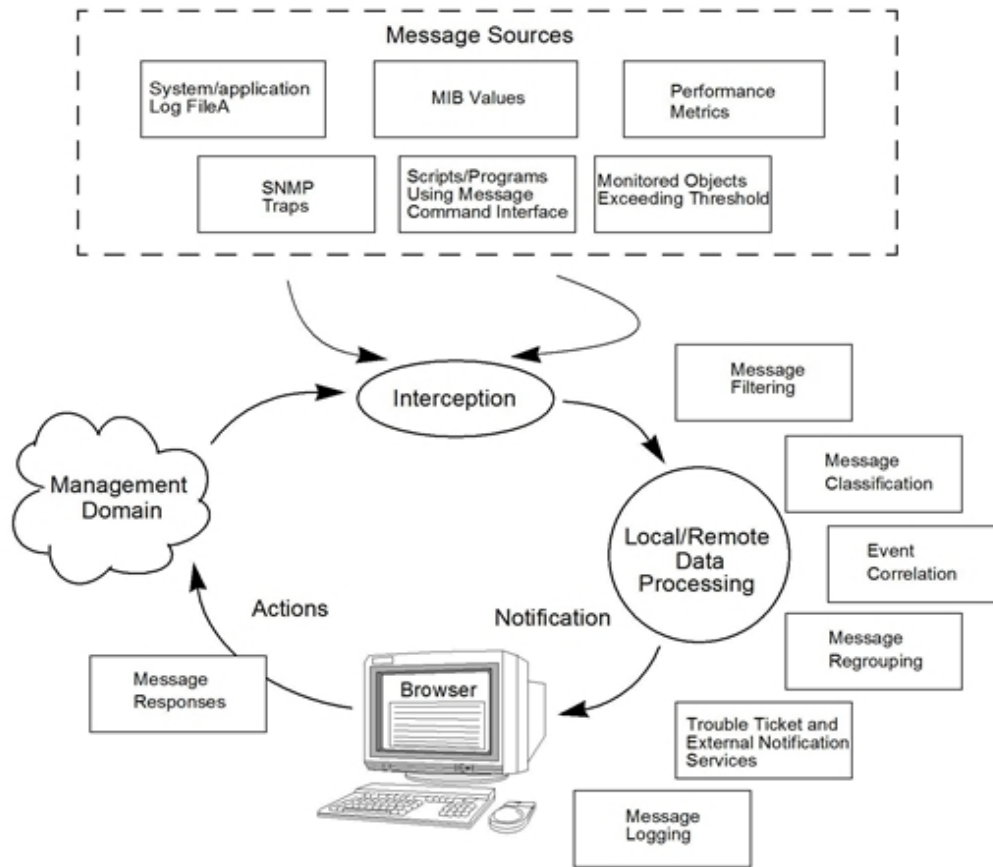 Message Sources
System/application
Log FileA
MIB Values
Performance
Metrics
SNMP
Traps
Scripts/Programs
Using Message
Command Interface
Monitored Objects
Exceeding Threshold
Interception
Message
Filtering
Message
Classification
Management
Domain
Local/Remote
Data
Processing
Event
Correlation
Actions
Notification
Message
Regrouping
Message
Responses
Browser
Trouble Ticket and
External Notification
Services
Message
Logging